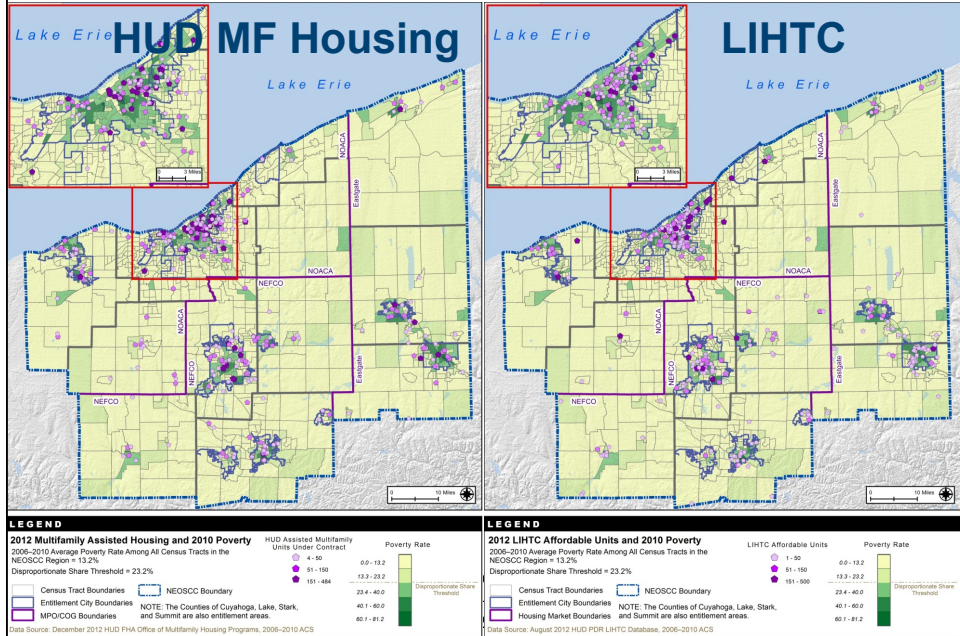 HUD MF Housing
Lake Erie
Lake Erie
0 3 Miles
NOACA
Eastgate
NOACA
NEFCO
NOACA
NEFCO
Eastgate
NEFCO
0 10 Miles
LEGEND
2012 Multifamily Assisted Housing and 2010 Poverty
2006–2010 Average Poverty Rate Among All Census Tracts in the
NEOSCC Region = 13.2%
Disproportionate Share Threshold = 23.2%
Census Tract Boundaries
Entitlement City Boundaries
MPO/COG Boundaries
NEOSCC Boundary
NOTE: The Counties of Cuyahoga, Lake, Stark,
and Summit are also entitlement areas.
HUD Assisted Multifamily
Units Under Contract
4 - 50
51 - 150
151 - 484
Poverty Rate
0.0 - 13.2
13.3 - 23.2
23.4 - 40.0
40.1 - 60.0
60.1 - 81.2
Disproportionate Share
Threshold
Data Source: December 2012 HUD FHA Office of Multifamily Housing Programs, 2006–2010 ACS
LIHTC
Lake Erie
Lake Erie
0 3 Miles
NOACA
Eastgate
NOACA
NEFCO
NOACA
NEFCO
Eastgate
NEFCO
0 10 Miles
LEGEND
2012 LIHTC Affordable Units and 2010 Poverty
2006–2010 Average Poverty Rate Among All Census Tracts in the
NEOSCC Region = 13.2%
Disproportionate Share Threshold = 23.2%
Census Tract Boundaries
Entitlement City Boundaries
Housing Market Boundaries
NEOSCC Boundary
NOTE: The Counties of Cuyahoga, Lake, Stark,
and Summit are also entitlement areas.
LIHTC Affordable Units
1 - 50
51 - 150
151 - 500
Poverty Rate
0.0 - 13.2
13.3 - 23.2
23.4 - 40.0
40.1 - 60.0
60.1 - 81.2
Disproportionate Share
Threshold
Data Source: August 2012 HUD PDR LIHTC Database, 2006–2010 ACS